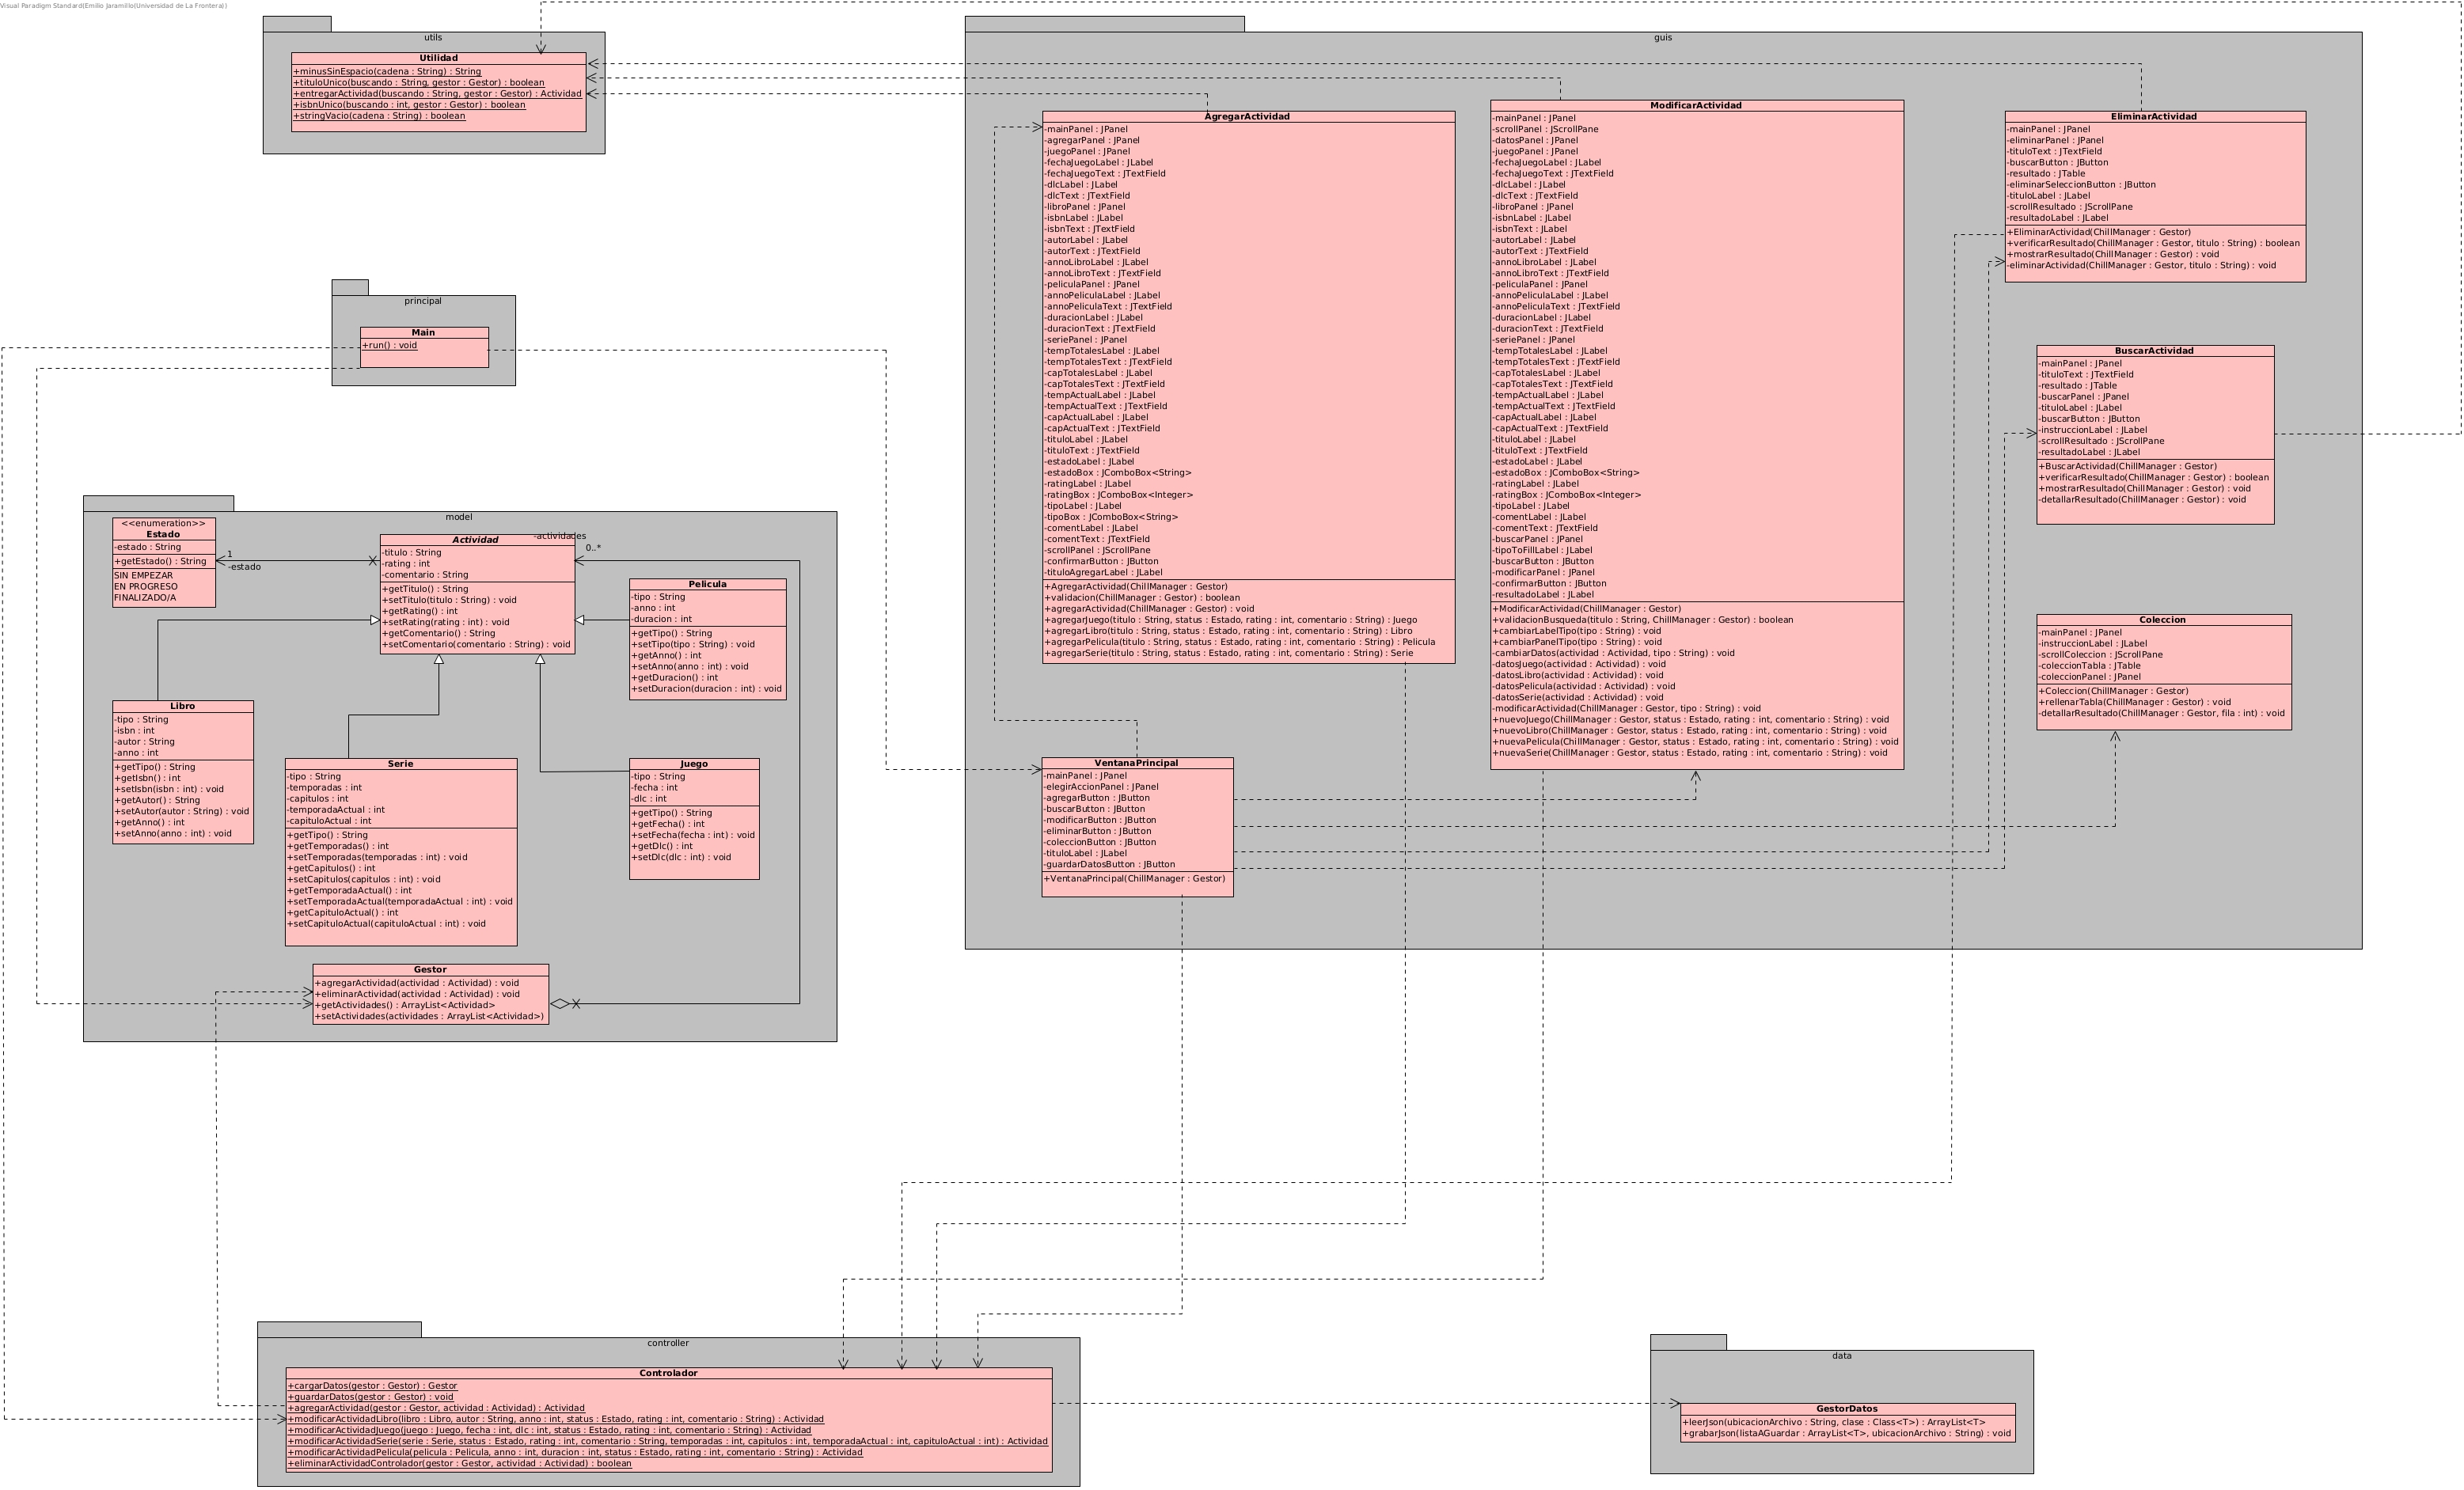 Visual Paradigm Standard(Emilio Jaramillo(Universidad de La Frontera))
utils
Utilidad
+minusSinEspacio(cadena : String) : String
+tituloUnico(buscando : String, gestor : Gestor) : boolean
+entregarActividad(buscando : String, gestor : Gestor) : Actividad
+isbnUnico(buscando : int, gestor : Gestor) : boolean
+stringVacio(cadena : String) : boolean
principal
Main
+run() : void
model
<<enumeration>>
Estado
-estado : String
+getEstado() : String
SIN EMPEZAR
EN PROGRESO
FINALIZADO/A
1
-estado
Actividad
-titulo : String
-rating : int
-comentario : String
+getTitulo() : String
+setTitulo(titulo : String) : void
+getRating() : int
+setRating(rating : int) : void
+getComentario() : String
+setComentario(comentario : String) : void
-actividades
0..*
Pelicula
-tipo : String
-anno : int
-duracion : int
+getTipo() : String
+setTipo(tipo : String) : void
+getAnno() : int
+setAnno(anno : int) : void
+getDuracion() : int
+setDuracion(duracion : int) : void
Libro
-tipo : String
-isbn : int
-autor : String
-anno : int
+getTipo() : String
+getIsbn() : int
+setIsbn(isbn : int) : void
+getAutor() : String
+setAutor(autor : String) : void
+getAnno() : int
+setAnno(anno : int) : void
Serie
-tipo : String
-temporadas : int
-capitulos : int
-temporadaActual : int
-capituloActual : int
+getTipo() : String
+getTemporadas() : int
+setTemporadas(temporadas : int) : void
+getCapitulos() : int
+setCapitulos(capitulos : int) : void
+getTemporadaActual() : int
+setTemporadaActual(temporadaActual : int) : void
+getCapituloActual() : int
+setCapituloActual(capituloActual : int) : void
Juego
-tipo : String
-fecha : int
-dlc : int
+getTipo() : String
+getFecha() : int
+setFecha(fecha : int) : void
+getDlc() : int
+setDlc(dlc : int) : void
Gestor
+agregarActividad(actividad : Actividad) : void
+eliminarActividad(actividad : Actividad) : void
+getActividades() : ArrayList<Actividad>
+setActividades(actividades : ArrayList<Actividad>)
guis
AgregarActividad
-mainPanel : JPanel
-agregarPanel : JPanel
-juegoPanel : JPanel
-fechaJuegoLabel : JLabel
-fechaJuegoText : JTextField
-dlcLabel : JLabel
-dlcText : JTextField
-libroPanel : JPanel
-isbnLabel : JLabel
-isbnText : JTextField
-autorLabel : JLabel
-autorText : JTextField
-annoLibroLabel : JLabel
-annoLibroText : JTextField
-peliculaPanel : JPanel
-annoPeliculaLabel : JLabel
-annoPeliculaText : JTextField
-duracionLabel : JLabel
-duracionText : JTextField
-seriePanel : JPanel
-tempTotalesLabel : JLabel
-tempTotalesText : JTextField
-capTotalesLabel : JLabel
-capTotalesText : JTextField
-tempActualLabel : JLabel
-tempActualText : JTextField
-capActualLabel : JLabel
-capActualText : JTextField
-tituloLabel : JLabel
-tituloText : JTextField
-estadoLabel : JLabel
-estadoBox : JComboBox<String>
-ratingLabel : JLabel
-ratingBox : JComboBox<Integer>
-tipoLabel : JLabel
-tipoBox : JComboBox<String>
-comentLabel : JLabel
-comentText : JTextField
-scrollPanel : JScrollPane
-confirmarButton : JButton
-tituloAgregarLabel : JLabel
+AgregarActividad(ChillManager : Gestor)
+validacion(ChillManager : Gestor) : boolean
+agregarActividad(ChillManager : Gestor) : void
+agregarJuego(titulo : String, status : Estado, rating : int, comentario : String) : Juego
+agregarLibro(titulo : String, status : Estado, rating : int, comentario : String) : Libro
+agregarPelicula(titulo : String, status : Estado, rating : int, comentario : String) : Pelicula
+agregarSerie(titulo : String, status : Estado, rating : int, comentario : String) : Serie
ModificarActividad
-mainPanel : JPanel
-scrollPanel : JScrollPane
-datosPanel : JPanel
-juegoPanel : JPanel
-fechaJuegoLabel : JLabel
-fechaJuegoText : JTextField
-dlcLabel : JLabel
-dlcText : JTextField
-libroPanel : JPanel
-isbnLabel : JLabel
-isbnText : JTextField
-autorLabel : JLabel
-autorText : JTextField
-annoLibroLabel : JLabel
-annoLibroText : JTextField
-peliculaPanel : JPanel
-annoPeliculaLabel : JLabel
-annoPeliculaText : JTextField
-duracionLabel : JLabel
-duracionText : JTextField
-seriePanel : JPanel
-tempTotalesLabel : JLabel
-tempTotalesText : JTextField
-capTotalesLabel : JLabel
-capTotalesText : JTextField
-tempActualLabel : JLabel
-tempActualText : JTextField
-capActualLabel : JLabel
-capActualText : JTextField
-tituloLabel : JLabel
-tituloText : JTextField
-estadoLabel : JLabel
-estadoBox : JComboBox<String>
-ratingLabel : JLabel
-ratingBox : JComboBox<Integer>
-tipoLabel : JLabel
-comentLabel : JLabel
-comentText : JTextField
-buscarPanel : JPanel
-tipoToFillLabel : JLabel
-buscarButton : JButton
-modificarPanel : JPanel
-confirmarButton : JButton
-resultadoLabel : JLabel
+ModificarActividad(ChillManager : Gestor)
+validacionBusqueda(titulo : String, ChillManager : Gestor) : boolean
+cambiarLabelTipo(tipo : String) : void
+cambiarPanelTipo(tipo : String) : void
-cambiarDatos(actividad : Actividad, tipo : String) : void
-datosJuego(actividad : Actividad) : void
-datosLibro(actividad : Actividad) : void
-datosPelicula(actividad : Actividad) : void
-datosSerie(actividad : Actividad) : void
-modificarActividad(ChillManager : Gestor, tipo : String) : void
+nuevoJuego(ChillManager : Gestor, status : Estado, rating : int, comentario : String) : void
+nuevoLibro(ChillManager : Gestor, status : Estado, rating : int, comentario : String) : void
+nuevaPelicula(ChillManager : Gestor, status : Estado, rating : int, comentario : String) : void
+nuevaSerie(ChillManager : Gestor, status : Estado, rating : int, comentario : String) : void
EliminarActividad
-mainPanel : JPanel
-eliminarPanel : JPanel
-tituloText : JTextField
-buscarButton : JButton
-resultado : JTable
-eliminarSeleccionButton : JButton
-tituloLabel : JLabel
-scrollResultado : JScrollPane
-resultadoLabel : JLabel
+EliminarActividad(ChillManager : Gestor)
+verificarResultado(ChillManager : Gestor, titulo : String) : boolean
+mostrarResultado(ChillManager : Gestor) : void
-eliminarActividad(ChillManager : Gestor, titulo : String) : void
BuscarActividad
-mainPanel : JPanel
-tituloText : JTextField
-resultado : JTable
-buscarPanel : JPanel
-tituloLabel : JLabel
-buscarButton : JButton
-instruccionLabel : JLabel
-scrollResultado : JScrollPane
-resultadoLabel : JLabel
+BuscarActividad(ChillManager : Gestor)
+verificarResultado(ChillManager : Gestor) : boolean
+mostrarResultado(ChillManager : Gestor) : void
-detallarResultado(ChillManager : Gestor) : void
Coleccion
-mainPanel : JPanel
-instruccionLabel : JLabel
-scrollColeccion : JScrollPane
-coleccionTabla : JTable
-coleccionPanel : JPanel
+Coleccion(ChillManager : Gestor)
+rellenarTabla(ChillManager : Gestor) : void
-detallarResultado(ChillManager : Gestor, fila : int) : void
VentanaPrincipal
-mainPanel : JPanel
-elegirAccionPanel : JPanel
-agregarButton : JButton
-buscarButton : JButton
-modificarButton : JButton
-eliminarButton : JButton
-coleccionButton : JButton
-tituloLabel : JLabel
-guardarDatosButton : JButton
+VentanaPrincipal(ChillManager : Gestor)
controller
Controlador
+cargarDatos(gestor : Gestor) : Gestor
+guardarDatos(gestor : Gestor) : void
+agregarActividad(gestor : Gestor, actividad : Actividad) : Actividad
+modificarActividadLibro(libro : Libro, autor : String, anno : int, status : Estado, rating : int, comentario : String) : Actividad
+modificarActividadJuego(juego : Juego, fecha : int, dlc : int, status : Estado, rating : int, comentario : String) : Actividad
+modificarActividadSerie(serie : Serie, status : Estado, rating : int, comentario : String, temporadas : int, capitulos : int, temporadaActual : int, capituloActual : int) : Actividad
+modificarActividadPelicula(pelicula : Pelicula, anno : int, duracion : int, status : Estado, rating : int, comentario : String) : Actividad
+eliminarActividadControlador(gestor : Gestor, actividad : Actividad) : boolean
data
GestorDatos
+leerJson(ubicacionArchivo : String, clase : Class<T>) : ArrayList<T>
+grabarJson(listaAGuardar : ArrayList<T>, ubicacionArchivo : String) : void